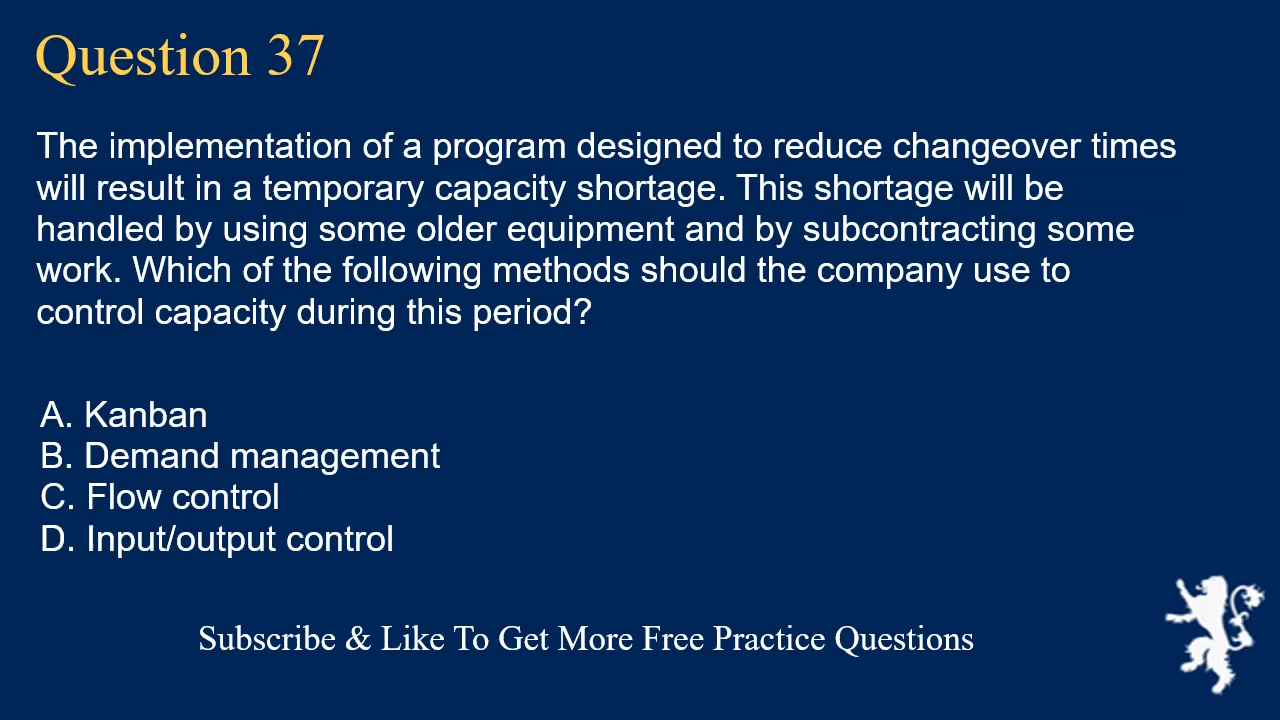 Question 37
The implementation of a program designed to reduce changeover times
will result in a temporary capacity shortage. This shortage will be
handled by using some older equipment and by subcontracting some
work. Which of the following methods should the company use to
control capacity during this period?
A. Kanban
B. Demand management
C. Flow control
D. Input/output control
Subscribe & Like To Get More Free Practice Questions